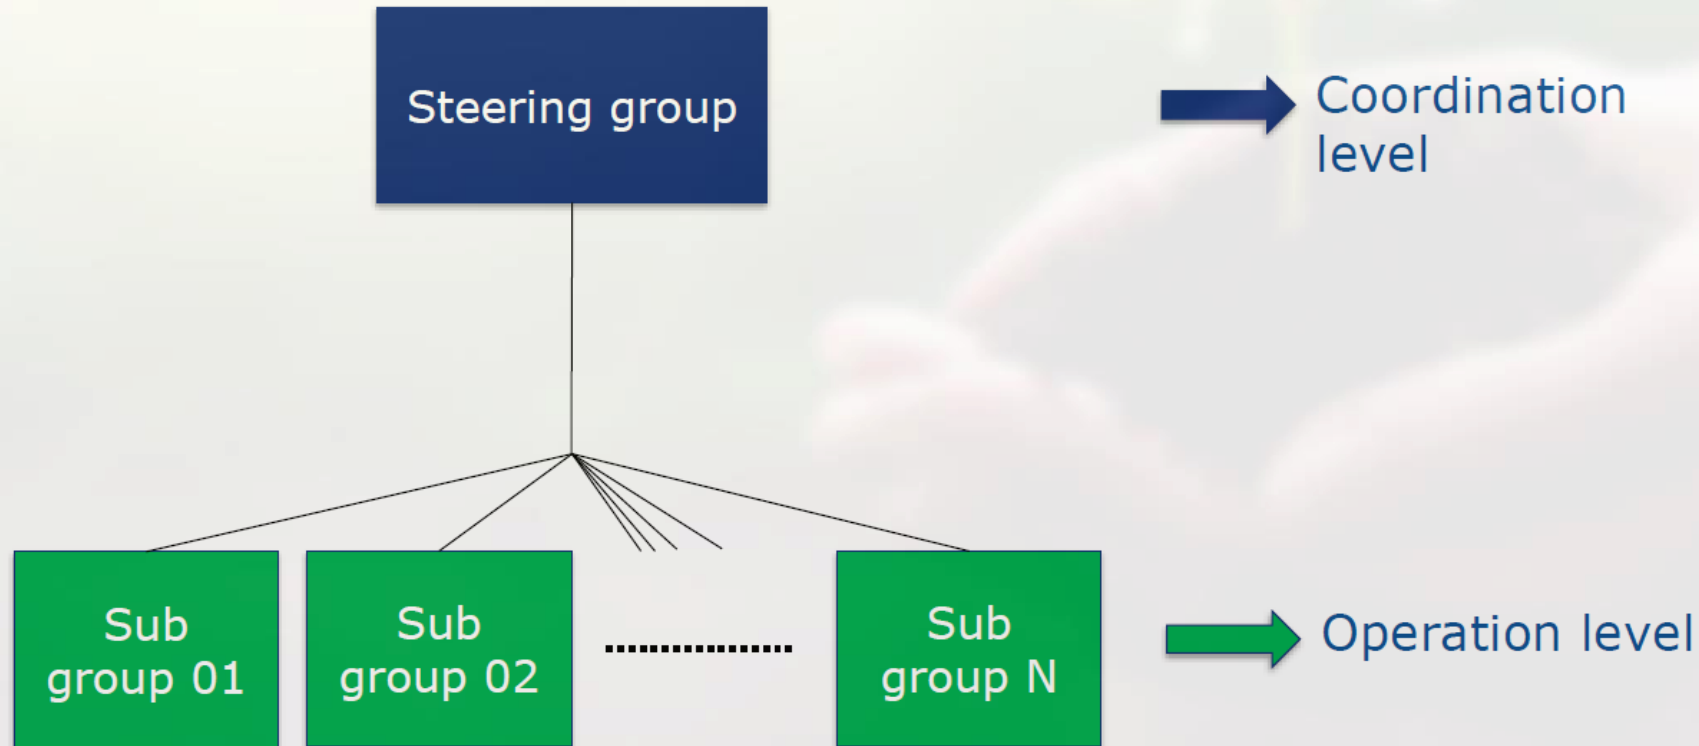 Steering group
Coordination
level
Sub
group 01
Sub
group 02
Sub
group N
Operation level